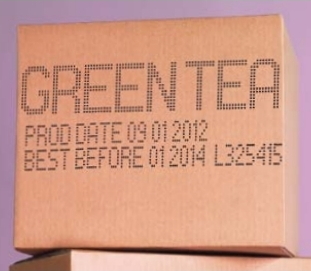 GREEN TEA
PROD DATE 09 01 2012
BEST BEFORE 01 2014 L325415